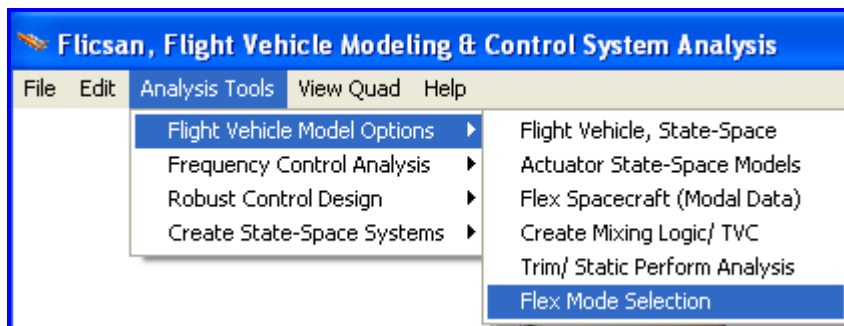 Flicsan, Flight Vehicle Modeling & Control System Analysis
File Edit Analysis Tools View Quad Help
Flight Vehicle Model Options
Frequency Control Analysis
Robust Control Design
Create State-Space Systems
Flight Vehicle, State-Space
Actuator State-Space Models
Flex Spacecraft (Modal Data)
Create Mixing Logic/ TVC
Trim/ Static Perform Analysis
Flex Mode Selection